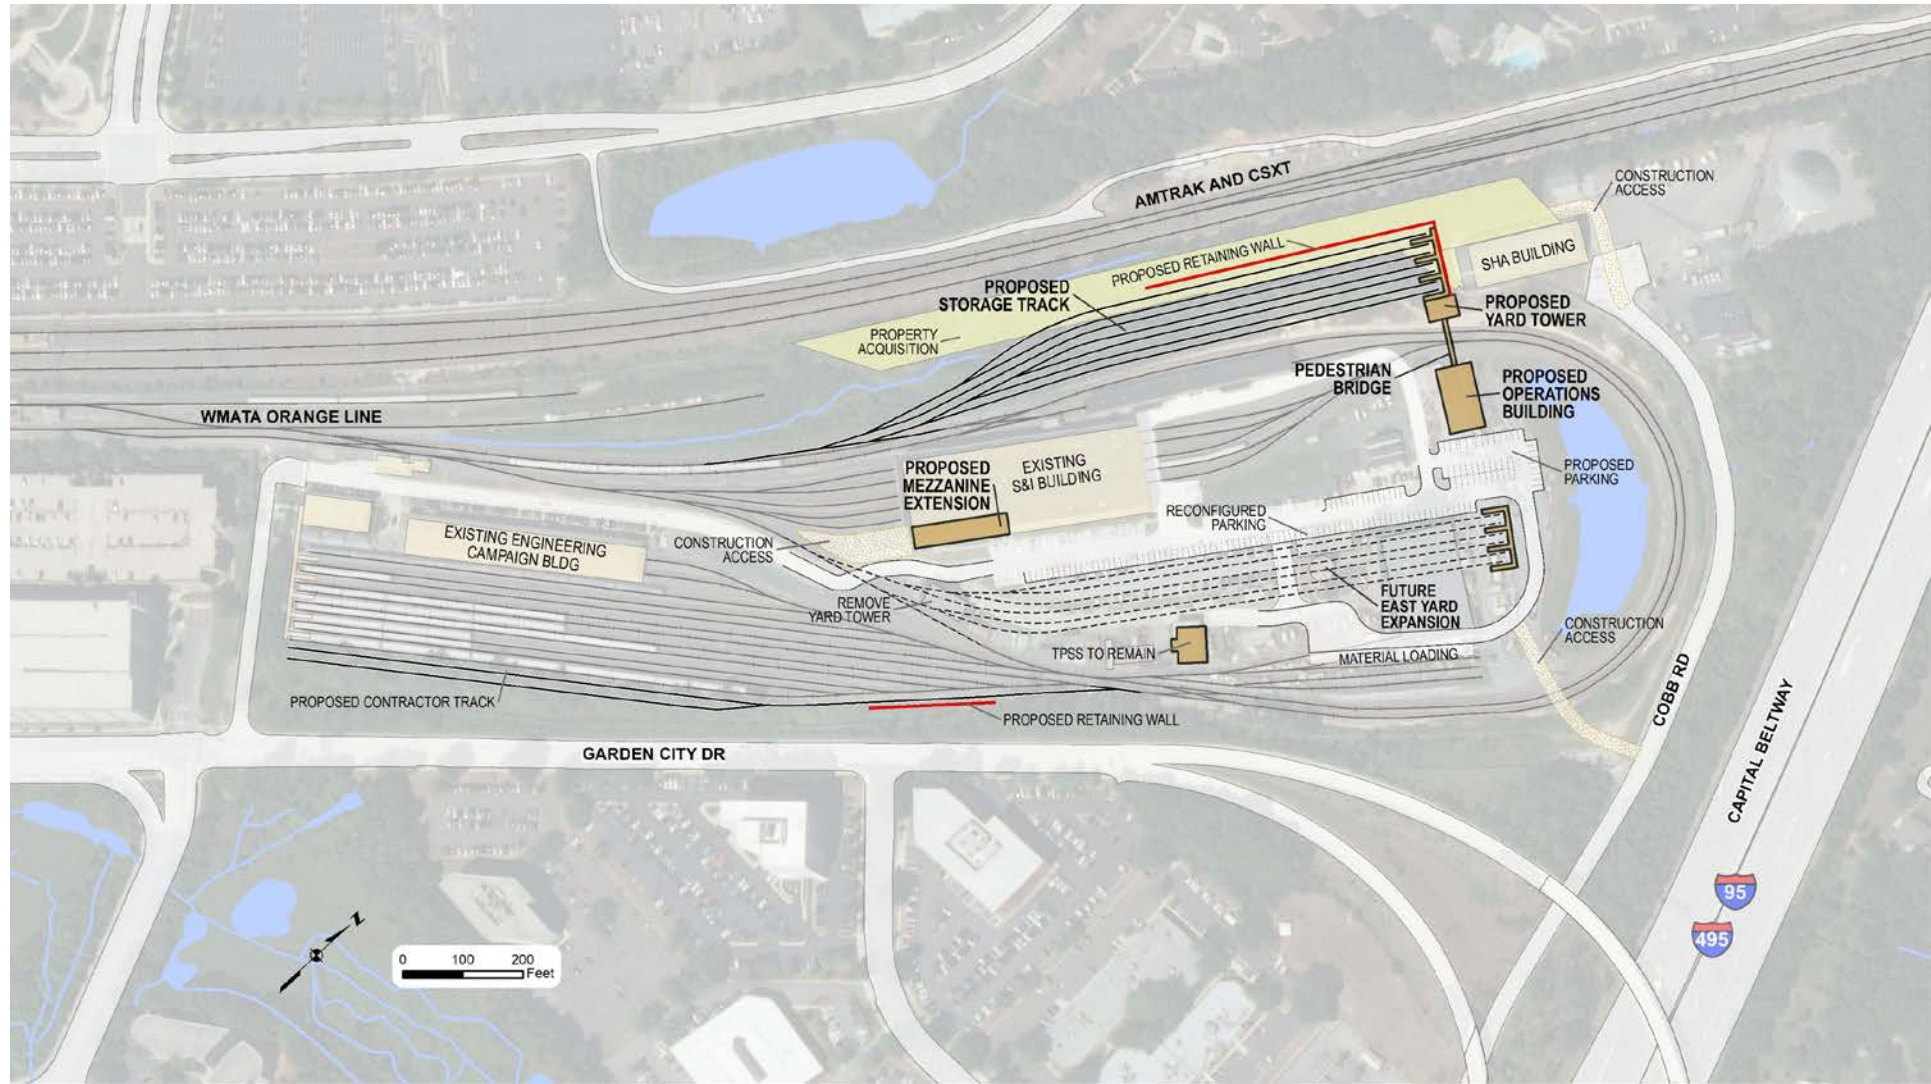 AMTRAK AND CSXT
CONSTRUCTION
ACCESS
SHA BUILDING
PROPOSED RETAINING WALL
PROPOSED
STORAGE TRACK
PROPERTY
ACQUISITION
PROPOSED
YARD TOWER
PEDESTRIAN
BRIDGE
PROPOSED
OPERATIONS
BUILDING
WMATA ORANGE LINE
PROPOSED
MEZZANINE
EXTENSION
EXISTING
S&I BUILDING
PROPOSED
PARKING
RECONFIGURED
PARKING
EXISTING ENGINEERING
CAMPAIGN BLDG
CONSTRUCTION
ACCESS
REMOVE
YARD TOWER
FUTURE
EAST YARD
EXPANSION
CONSTRUCTION
ACCESS
TPSS TO REMAIN
MATERIAL LOADING
PROPOSED CONTRACTOR TRACK
PROPOSED RETAINING WALL
GARDEN CITY DR
COBB RD
CAPITAL BELTWAY
95
495
Z
0 100 200
Feet